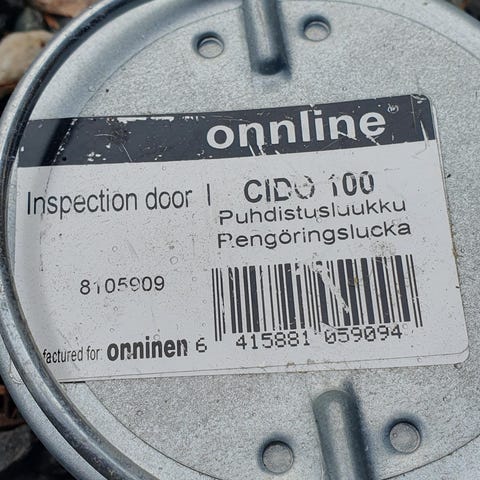 onnline
Inspection door | CIDO 100
Puhdistusluukku
Rengöringslucka
8105909
factured for: onninen 6 415881 059094